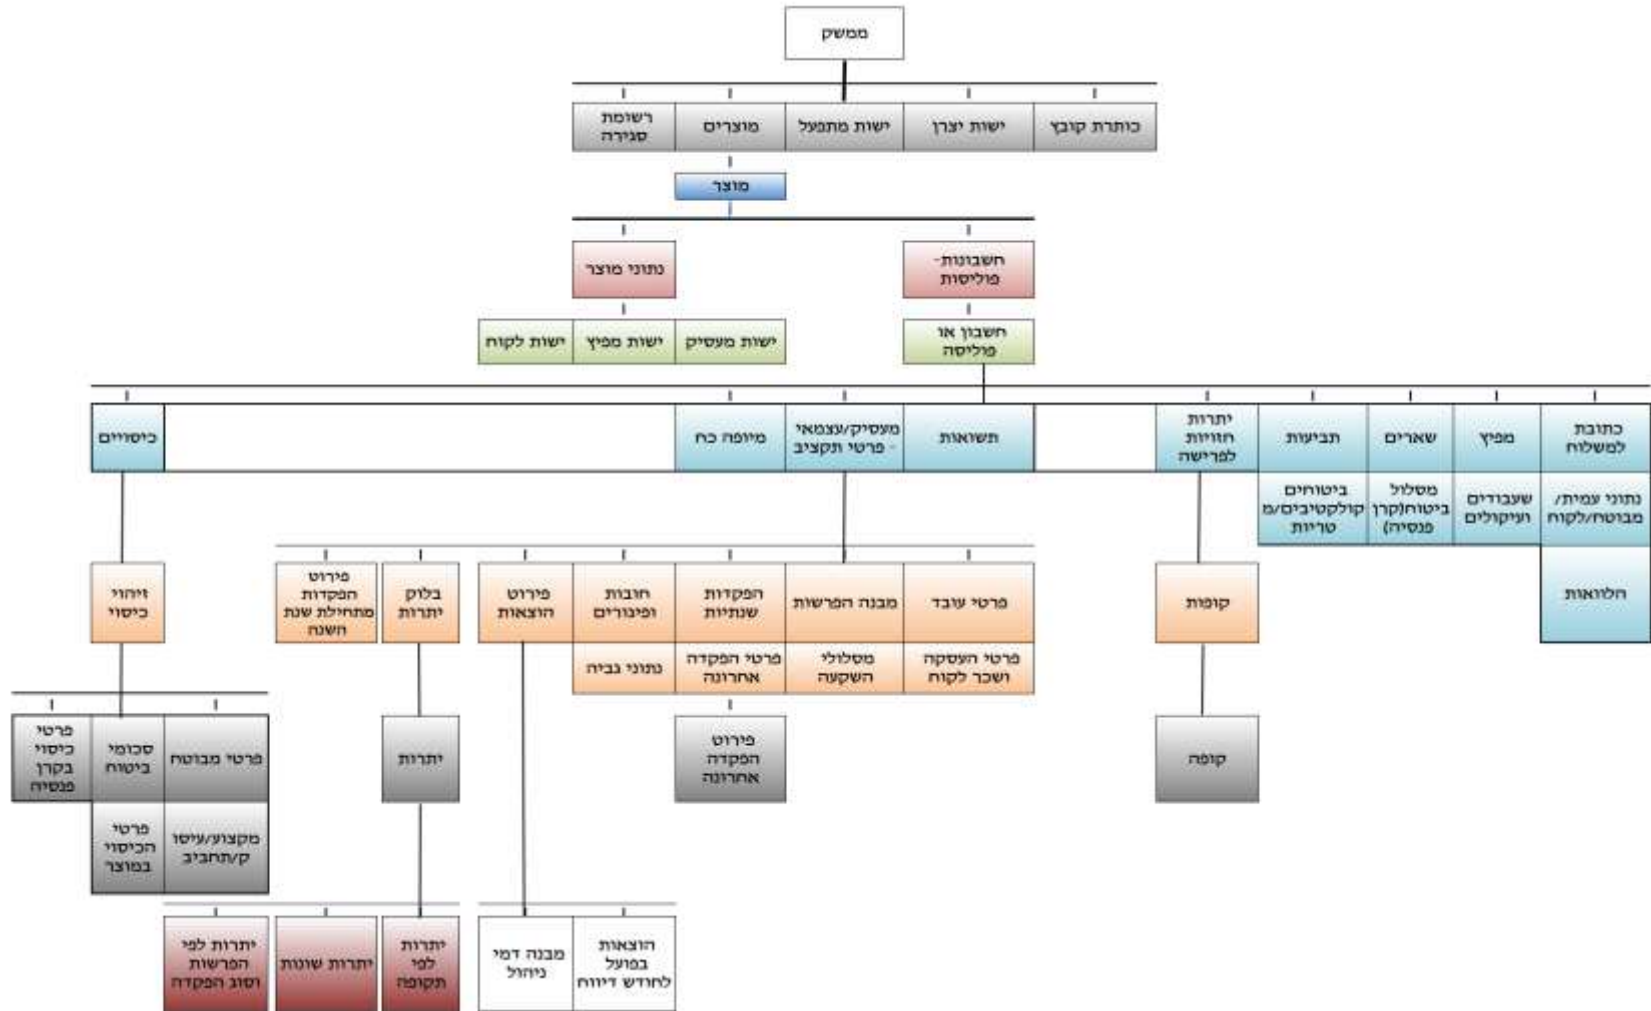 ממשק
כותרת קובץ
ישות יצרן
ישות מתפעל
מוצרים
רשומת
סגירה
מוצר
חשבונות-
פוליסות
נתוני מוצר
חשבון או
פוליסה
ישות מעסיק
ישות מפיץ
ישות לקוח
כתובת
למשלוח
מפיץ
שארים
תביעות
יתרות
חזויות
לפרישה
תשואות
מעסיק/עצמאי
- פרטי תקציב
מיופה כח
כיסויים
נתוני עמית/
מבוטח/לקוח
שעבודים
ועיקולים
מסלול
ביטוח(קרן
פנסיה)
ביטוחים
קולקטיבים/מ
טריות
הלוואות
קופות
פרטי עובד
מבנה הפרשות
הפקדות
שנתיות
חובות
ופיגורים
פירוט
הוצאות
בלוק
יתרות
פירוט
הפקדות
מתחילת שנת
השנה
זיהוי
כיסוי
פרטי העסקה
ושכר לקוח
מסלולי
השקעה
פרטי הפקדה
אחרונה
נתוני גביה
קופה
פירוט
הפקדה
אחרונה
יתרות
פרטי מבוטח
סכומי
ביטוח
פרטי
כיסוי
בקרן
פנסיה
מקצוע/עיסו
ק/תחביב
פרטי
הכיסוי
במוצר
הוצאות
בפועל
לחודש דיווח
מבנה דמי
ניהול
יתרות
לפי
תקופה
יתרות שונות
יתרות לפי
הפרשות
וסוג הפקדה